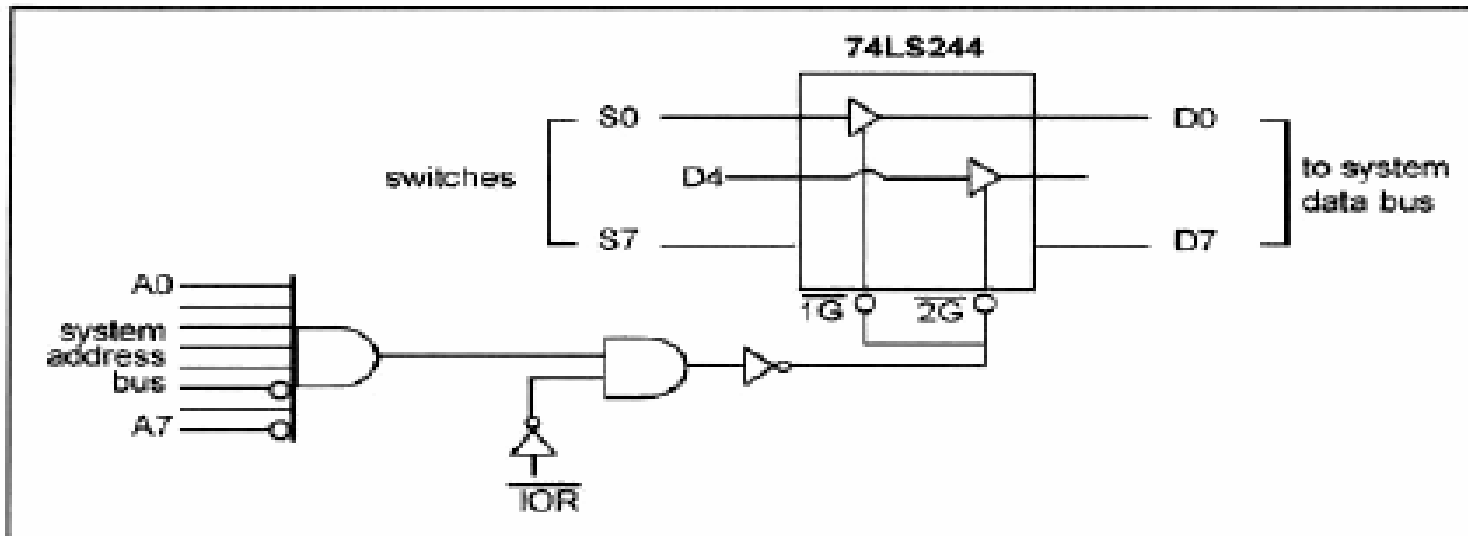 74LS244
S0
D0
switches
D4
to system
data bus
S7
D7
A0
1G
2G
system
address
bus
A7
IOR